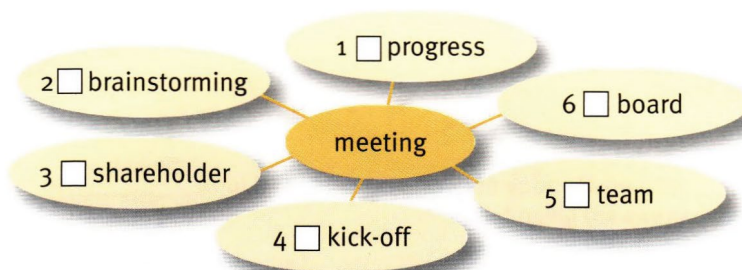 1 □ progress
2 □ brainstorming
6 □ board
meeting
3 □ shareholder
5 □ team
4 □ kick-off